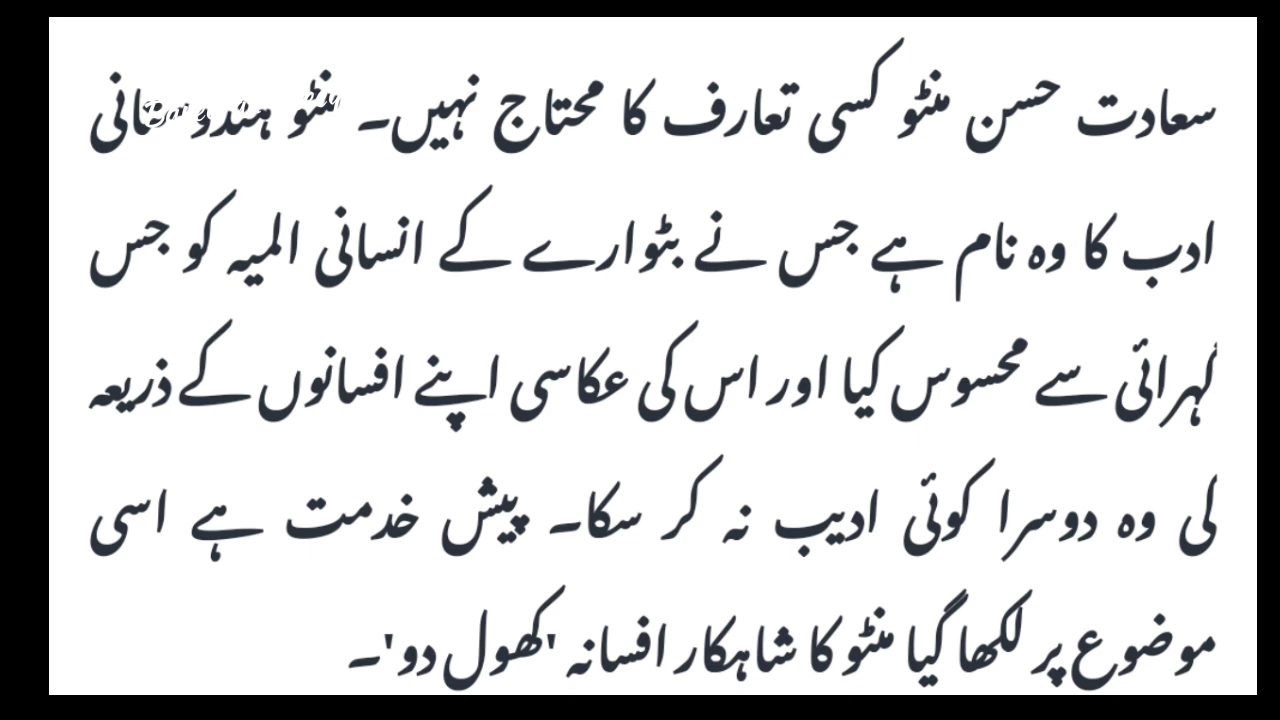 سعادت حسن منٹو کسی تعارف کا محتاج نہیں۔
ادب کا وہ نام ہے جس نے بٹوارے کے انسانی المیہ کو جس
گہرائی سے محسوس کیا اور اس کی عکاسی اپنے افسانوں کے ذریعہ
کی وہ دوسرا کوئی ادیب نہ کر سکا۔ پیش خدمت ہے اسی
موضوع پر لکھا گیا منٹو کا شاہکار افسانہ 'کھول دو'۔